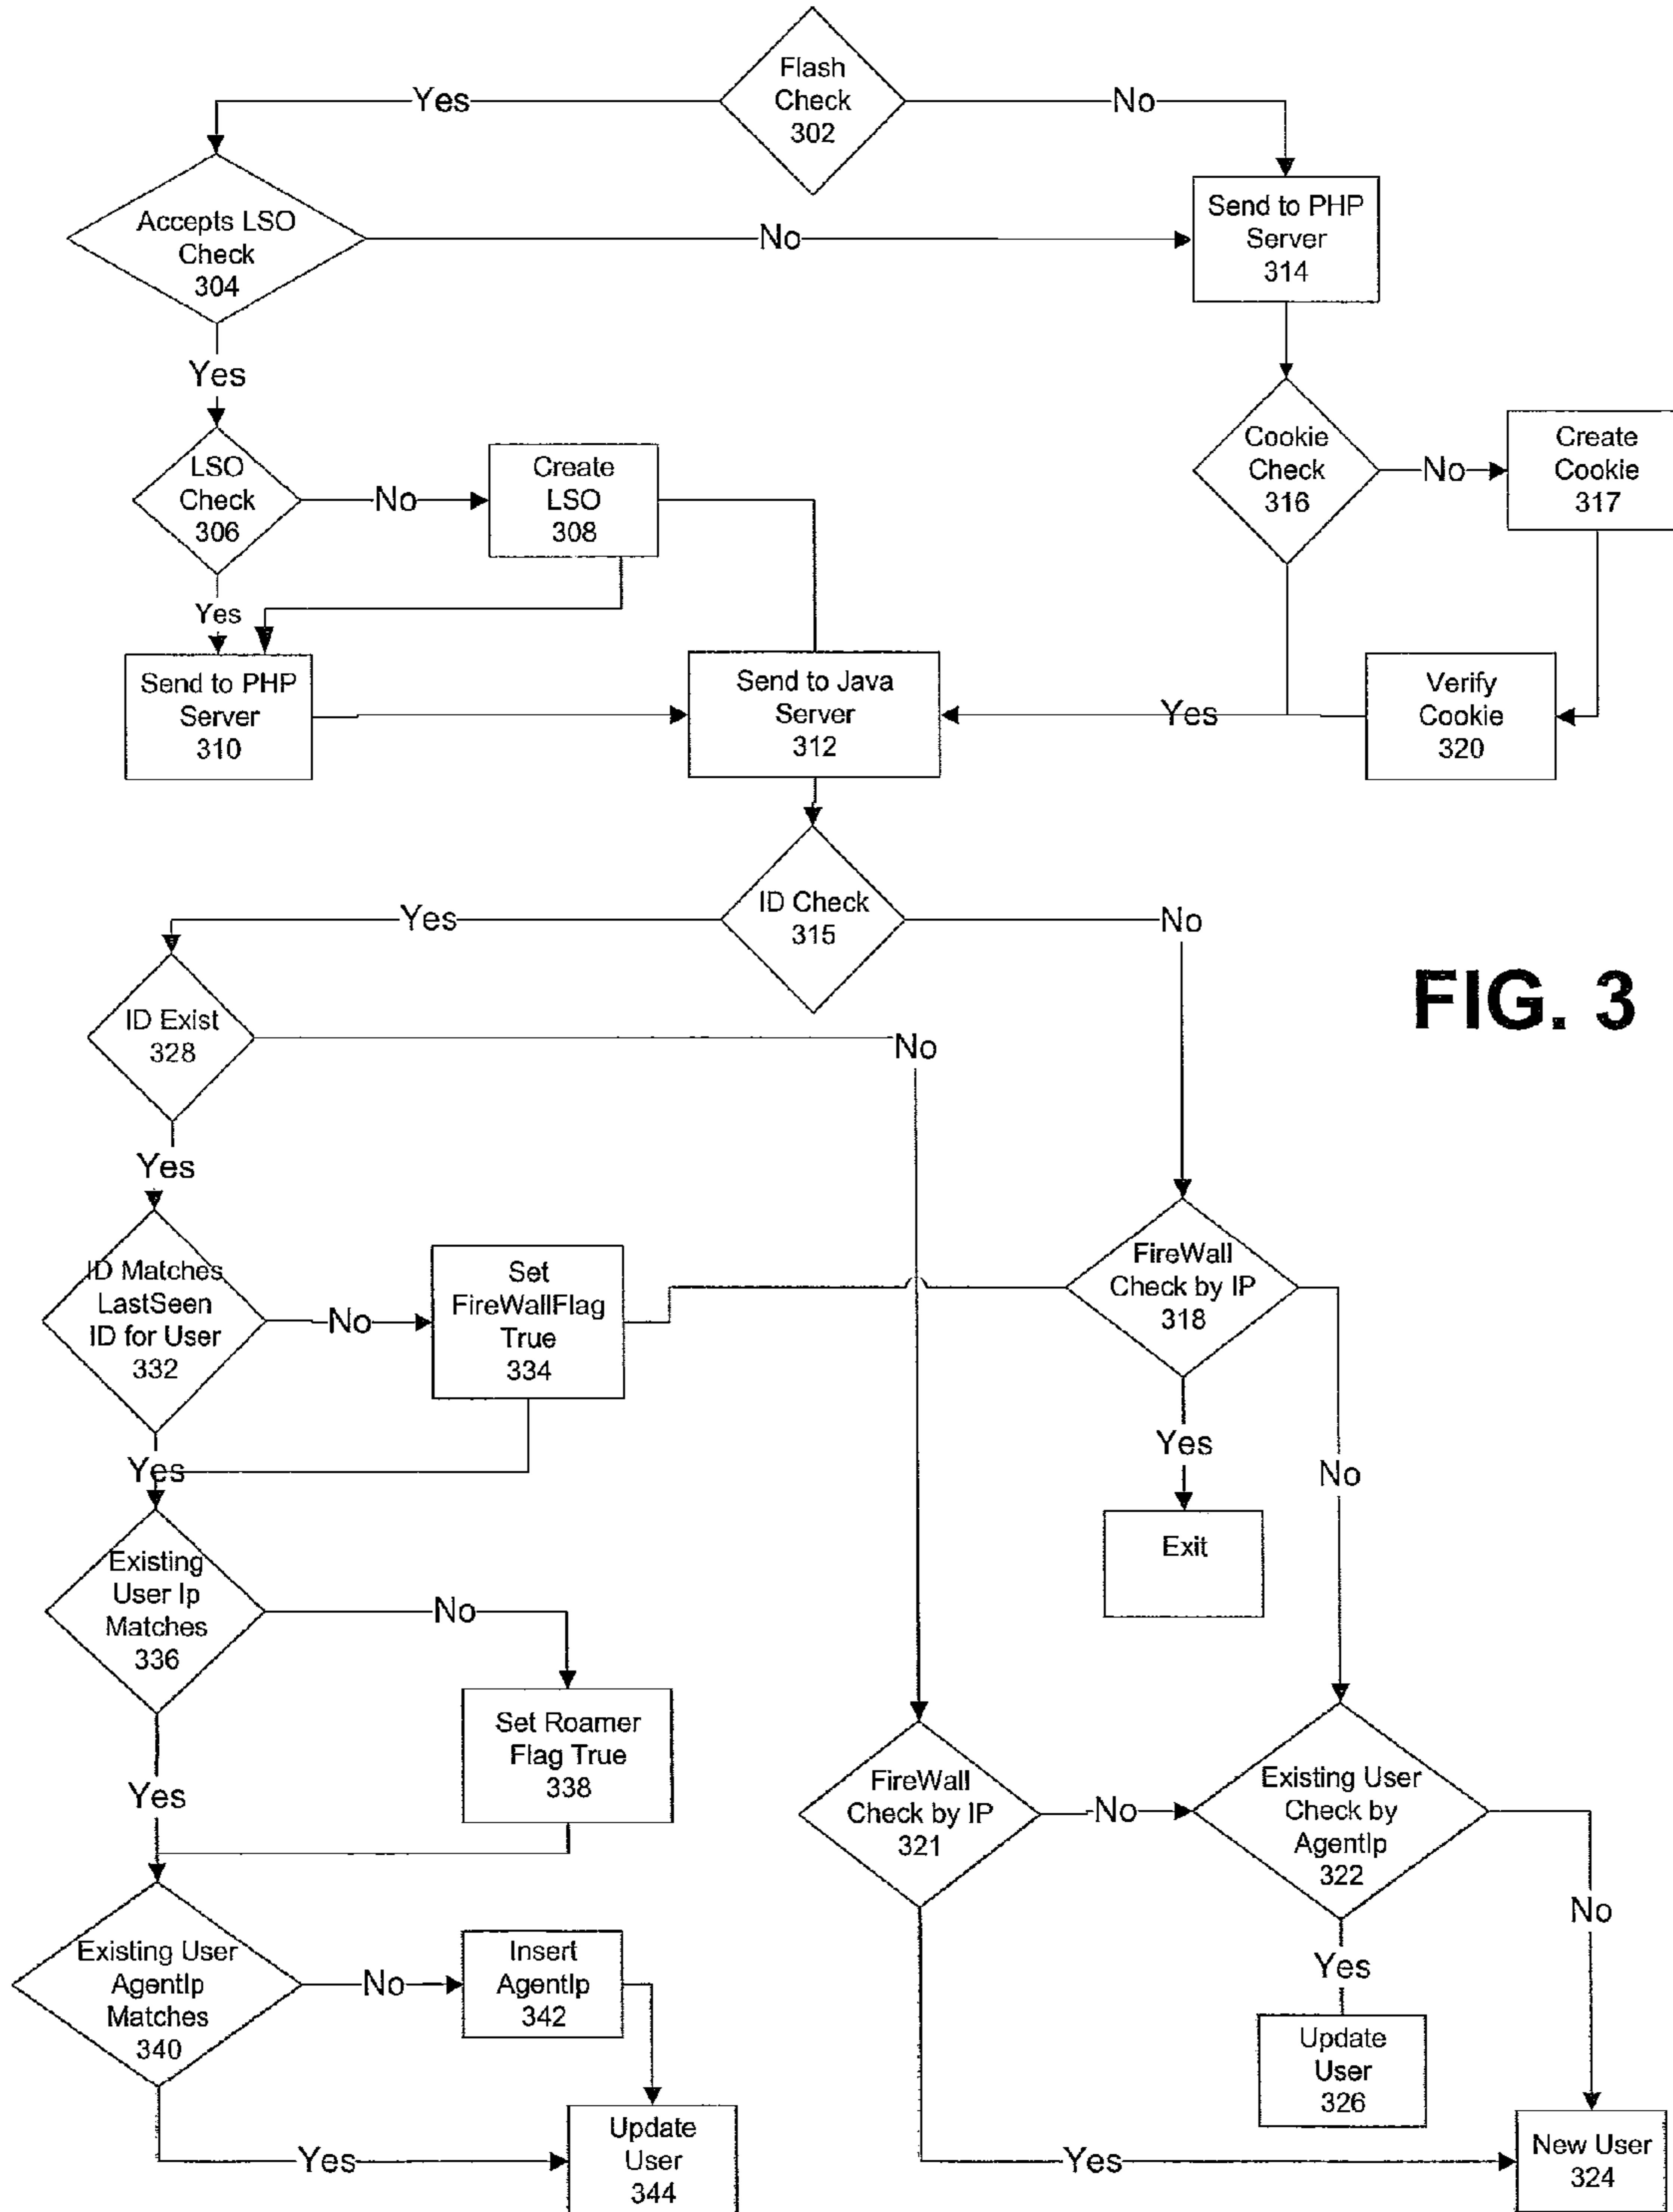 Flash
Check
302
Yes
No
Accepts LSO
Check
304
No
Send to PHP
Server
314
Yes
LSO
Check
306
No
Create
LSO
308
Cookie
Check
316
No
Create
Cookie
317
Yes
Send to PHP
Server
310
Send to Java
Server
312
Yes
Verify
Cookie
320
ID Check
315
Yes
No
ID Exist
328
No
FIG. 3
Yes
ID Matches
LastSeen
ID for User
332
No
Set
FireWallFlag
True
334
FireWall
Check by IP
318
Yes
Yes
No
Exit
Existing
User Ip
Matches
336
No
Set Roamer
Flag True
338
Yes
FireWall
Check by IP
321
No
Existing User
Check by
AgentIp
322
No
Existing User
AgentIp
Matches
340
No
Insert
AgentIp
342
Yes
Update
User
326
Yes
Update
User
344
Yes
New User
324